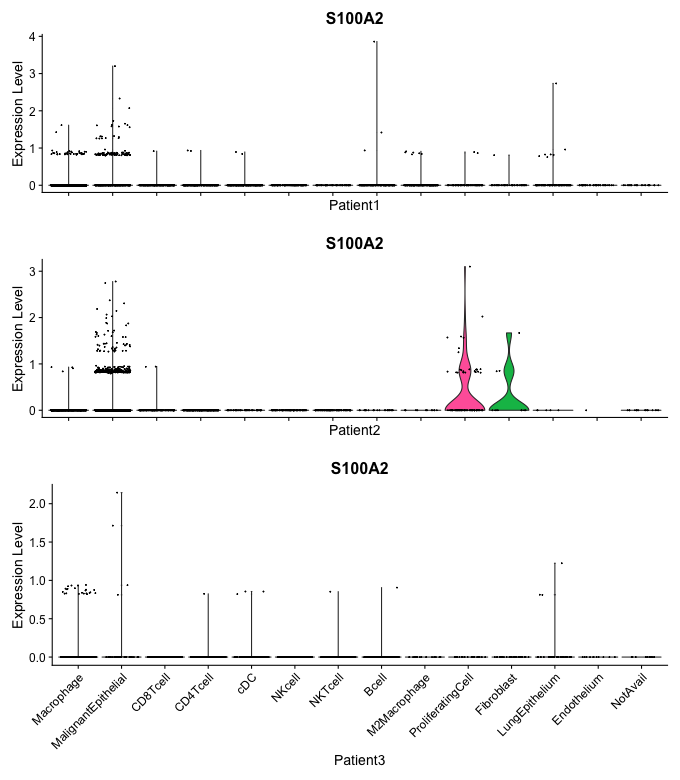 S100A2
Expression Level
4
3
2
1
0
Patient1
S100A2
Expression Level
3
2
1
0
Patient2
S100A2
Expression Level
2.0
1.5
1.0
0.5
0.0
Macrophage
MalignantEpithelial
CD8Tcell
CD4Tcell
cDC
NKcell
NKTcell
Bcell
M2Macrophage
ProliferatingCell
Fibroblast
LungEpithelium
Endothelium
NotAvail
Patient3